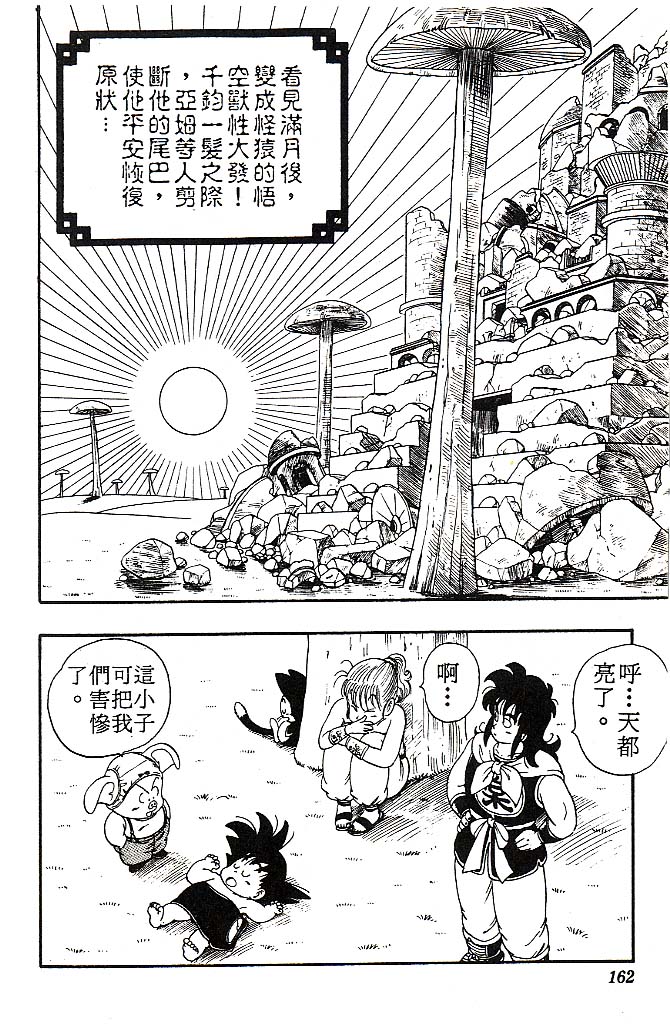 看見滿月後，
變成怪猿的悟
空獸性大發！
千鈞一髮之際
，亞姆等人剪
斷他的尾巴，
使他平安恢復
原狀…
呼…天都
亮了。
啊…
這小子
可把我
們害慘
了。
樂
162